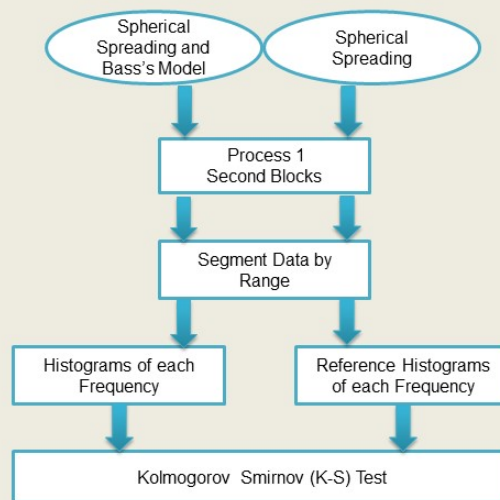 Spherical
Spreading and
Bass's Model
Spherical
Spreading
Process 1
Second Blocks
Segment Data by
Range
Histograms of each
Frequency
Reference Histograms
of each Frequency
Kolmogorov Smirnov (K-S) Test